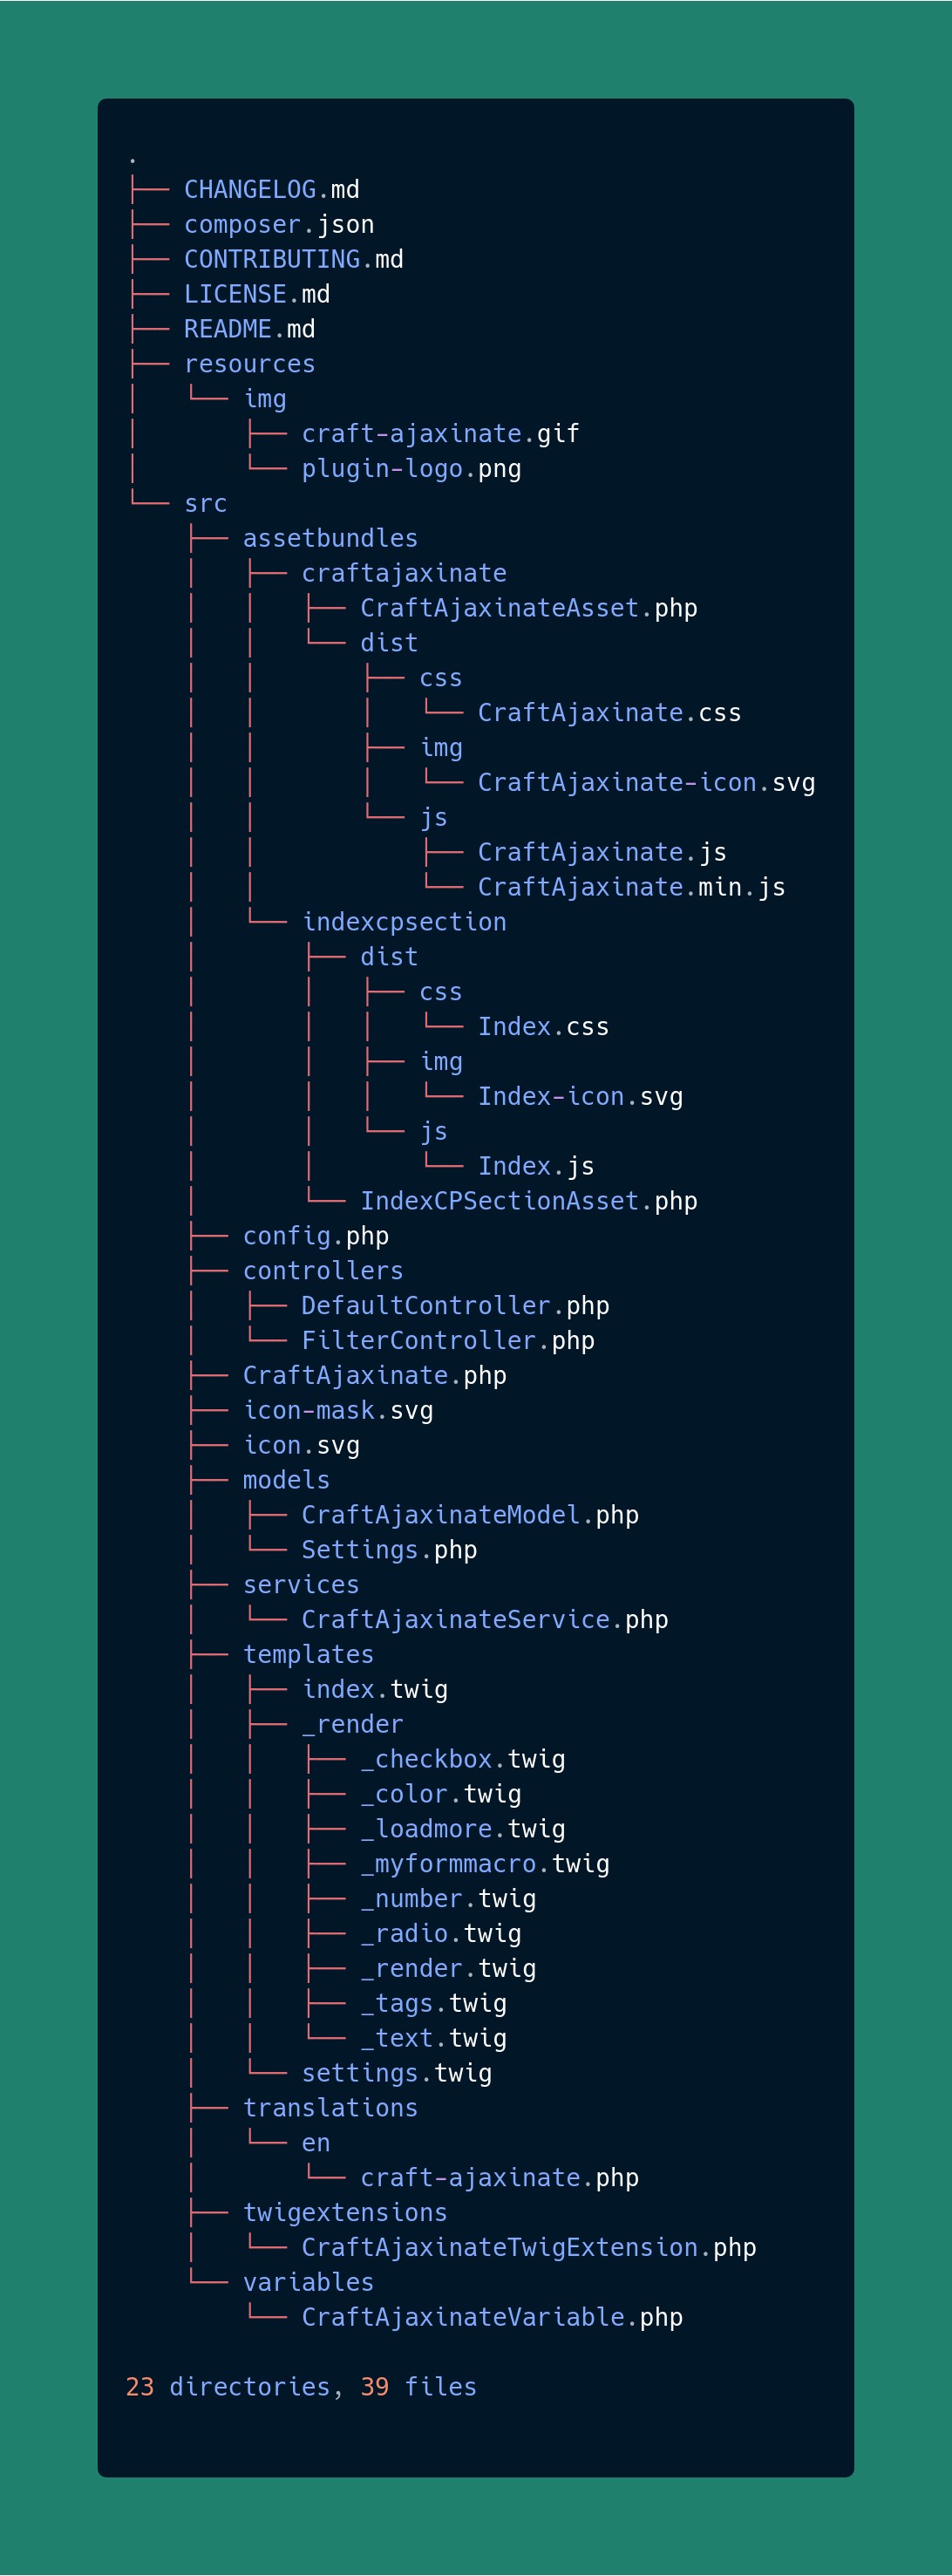 .
├── CHANGELOG.md
├── composer.json
├── CONTRIBUTING.md
├── LICENSE.md
├── README.md
├── resources
│   └── img
│       ├── craft-ajaxinate.gif
│       └── plugin-logo.png
└── src
    ├── assetbundles
    │   ├── craftajaxinate
    │   │   ├── CraftAjaxinateAsset.php
    │   │   └── dist
    │   │       ├── css
    │   │       │   └── CraftAjaxinate.css
    │   │       ├── img
    │   │       │   └── CraftAjaxinate-icon.svg
    │   │       └── js
    │   │           ├── CraftAjaxinate.js
    │   │           └── CraftAjaxinate.min.js
    │   └── indexcpsection
    │       ├── dist
    │       │   ├── css
    │       │   │   └── Index.css
    │       │   ├── img
    │       │   │   └── Index-icon.svg
    │       │   └── js
    │       │       └── Index.js
    │       └── IndexCPSectionAsset.php
    ├── config.php
    ├── controllers
    │   ├── DefaultController.php
    │   └── FilterController.php
    ├── CraftAjaxinate.php
    ├── icon-mask.svg
    ├── icon.svg
    ├── models
    │   ├── CraftAjaxinateModel.php
    │   └── Settings.php
    ├── services
    │   └── CraftAjaxinateService.php
    ├── templates
    │   ├── index.twig
    │   ├── _render
    │   │   ├── _checkbox.twig
    │   │   ├── _color.twig
    │   │   ├── _loadmore.twig
    │   │   ├── _myformmacro.twig
    │   │   ├── _number.twig
    │   │   ├── _radio.twig
    │   │   ├── _render.twig
    │   │   ├── _tags.twig
    │   │   └── _text.twig
    │   └── settings.twig
    ├── translations
    │   └── en
    │       └── craft-ajaxinate.php
    ├── twigextensions
    │   └── CraftAjaxinateTwigExtension.php
    └── variables
        └── CraftAjaxinateVariable.php

23 directories, 39 files